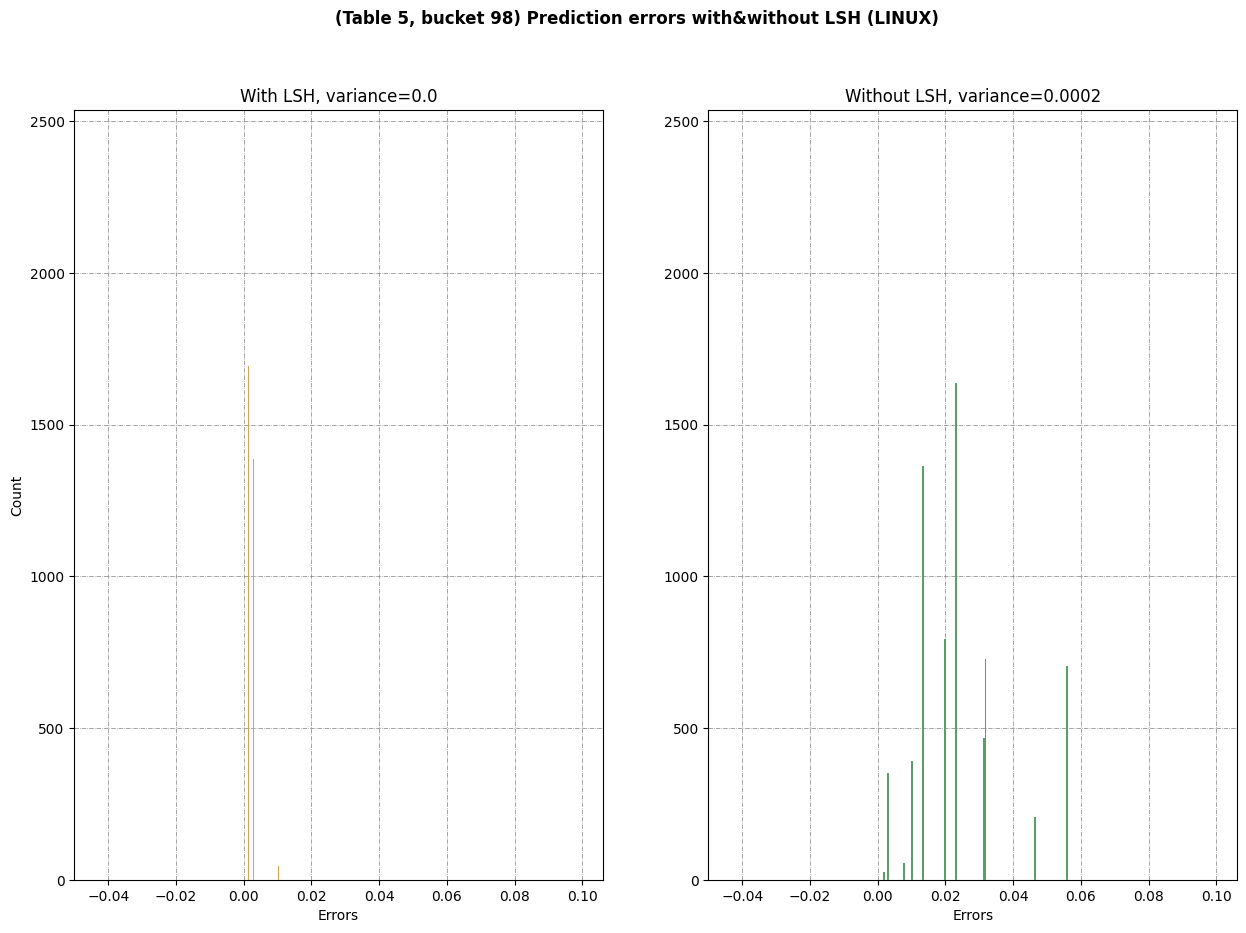 (Table 5, bucket 98) Prediction errors with&without LSH (LINUX)
With LSH, variance=0.0
2500
2000
1500
1000
500
0
Count
−0.04 −0.02 0.00 0.02 0.04 0.06 0.08 0.10
Errors
Without LSH, variance=0.0002
2500
2000
1500
1000
500
0
−0.04 −0.02 0.00 0.02 0.04 0.06 0.08 0.10
Errors